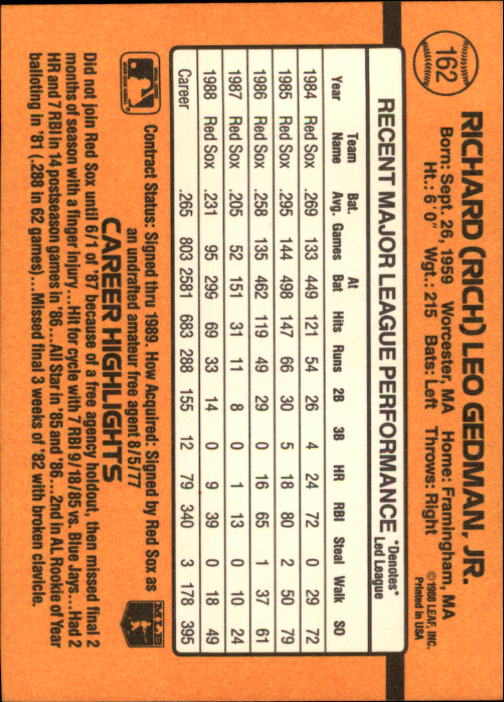 162
RICHARD (RICH) LEO GEDMAN, JR.
Born: Sept. 26, 1959 Worcester, MA Home: Framingham, MA
Ht.: 6' 0" Wgt.: 215 Bats: Left Throws: Right
©1988 LEAF, INC.
Printed in USA
RECENT MAJOR LEAGUE PERFORMANCE *Denotes*
Led League
Year Team Name Bat. Avg. Games At Bat Hits Runs 2B 3B HR RBI Steal Walk SO
1984 Red Sox .269 133 449 121 54 26 4 24 72 0 29 72
1985 Red Sox .295 144 498 147 66 30 5 18 80 2 50 79
1986 Red Sox .258 135 462 119 49 29 0 16 65 1 37 61
1987 Red Sox .205 52 151 31 11 8 0 1 13 0 10 24
1988 Red Sox .231 95 299 69 33 14 0 9 39 0 18 49
Career .265 803 2581 683 288 155 12 79 340 3 178 395
Contract Status: Signed thru 1989. How Acquired: Signed by Red Sox as
an undrafted amateur free agent 8/5/77
MLB
CAREER HIGHLIGHTS
Did not join Red Sox until 6/1 of '87 because of a free agency holdout, then missed final 2
months of season with a finger injury...Hit for cycle with 7 RBI 9/18/85 vs. Blue Jays...Had 2
HR and 7 RBI in 14 postseason games in '86...All Star in '85 and '86...2nd in AL Rookie of Year
balloting in '81 (.288 in 62 games)...Missed final 3 weeks of '82 with broken clavicle.